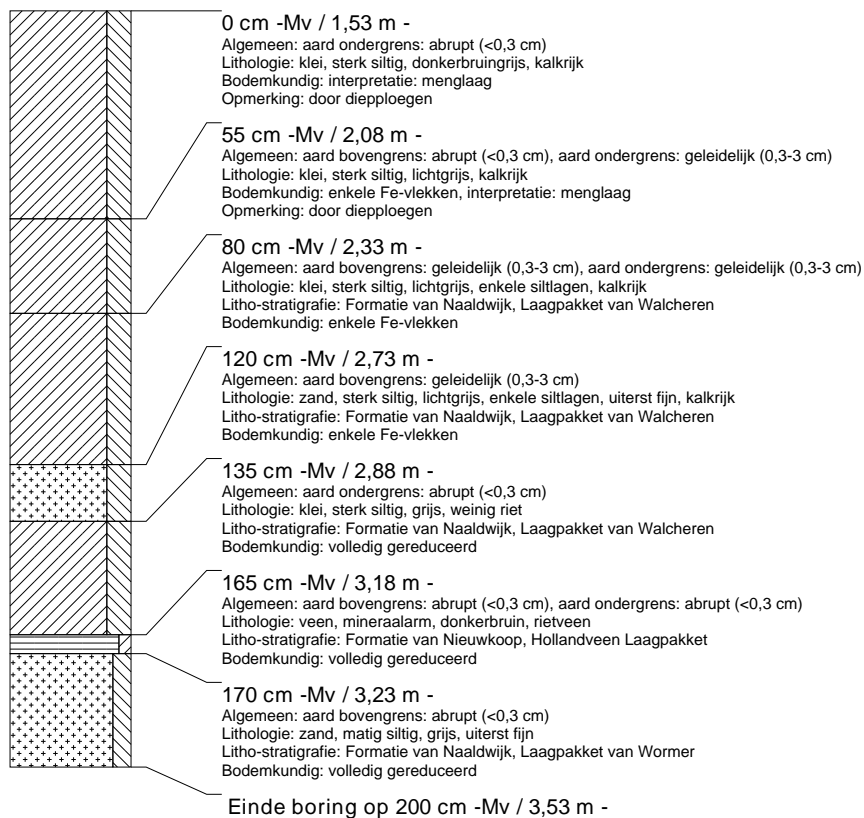 0 cm -Mv / 1,53 m -
Algemeen: aard ondergrens: abrupt (<0,3 cm)
Lithologie: klei, sterk siltig, donkerbruingrijs, kalkrijk
Bodemkundig: interpretatie: menglaag
Opmerking: door diepploegen
55 cm -Mv / 2,08 m -
Algemeen: aard bovengrens: abrupt (<0,3 cm), aard ondergrens: geleidelijk (0,3-3 cm)
Lithologie: klei, sterk siltig, lichtgrijs, kalkrijk
Bodemkundig: enkele Fe-vlekken, interpretatie: menglaag
Opmerking: door diepploegen
80 cm -Mv / 2,33 m -
Algemeen: aard bovengrens: geleidelijk (0,3-3 cm), aard ondergrens: geleidelijk (0,3-3 cm)
Lithologie: klei, sterk siltig, lichtgrijs, enkele siltlagen, kalkrijk
Litho-stratigrafie: Formatie van Naaldwijk, Laagpakket van Walcheren
Bodemkundig: enkele Fe-vlekken
120 cm -Mv / 2,73 m -
Algemeen: aard bovengrens: geleidelijk (0,3-3 cm)
Lithologie: zand, sterk siltig, lichtgrijs, enkele siltlagen, uiterst fijn, kalkrijk
Litho-stratigrafie: Formatie van Naaldwijk, Laagpakket van Walcheren
Bodemkundig: enkele Fe-vlekken
135 cm -Mv / 2,88 m -
Algemeen: aard ondergrens: abrupt (<0,3 cm)
Lithologie: klei, sterk siltig, grijs, weinig riet
Litho-stratigrafie: Formatie van Naaldwijk, Laagpakket van Walcheren
Bodemkundig: volledig gereduceerd
165 cm -Mv / 3,18 m -
Algemeen: aard bovengrens: abrupt (<0,3 cm), aard ondergrens: abrupt (<0,3 cm)
Lithologie: veen, mineraalarm, donkerbruin, rietveen
Litho-stratigrafie: Formatie van Nieuwkoop, Hollandveen Laagpakket
Bodemkundig: volledig gereduceerd
170 cm -Mv / 3,23 m -
Algemeen: aard bovengrens: abrupt (<0,3 cm)
Lithologie: zand, matig siltig, grijs, uiterst fijn
Litho-stratigrafie: Formatie van Naaldwijk, Laagpakket van Wormer
Bodemkundig: volledig gereduceerd
Einde boring op 200 cm -Mv / 3,53 m -